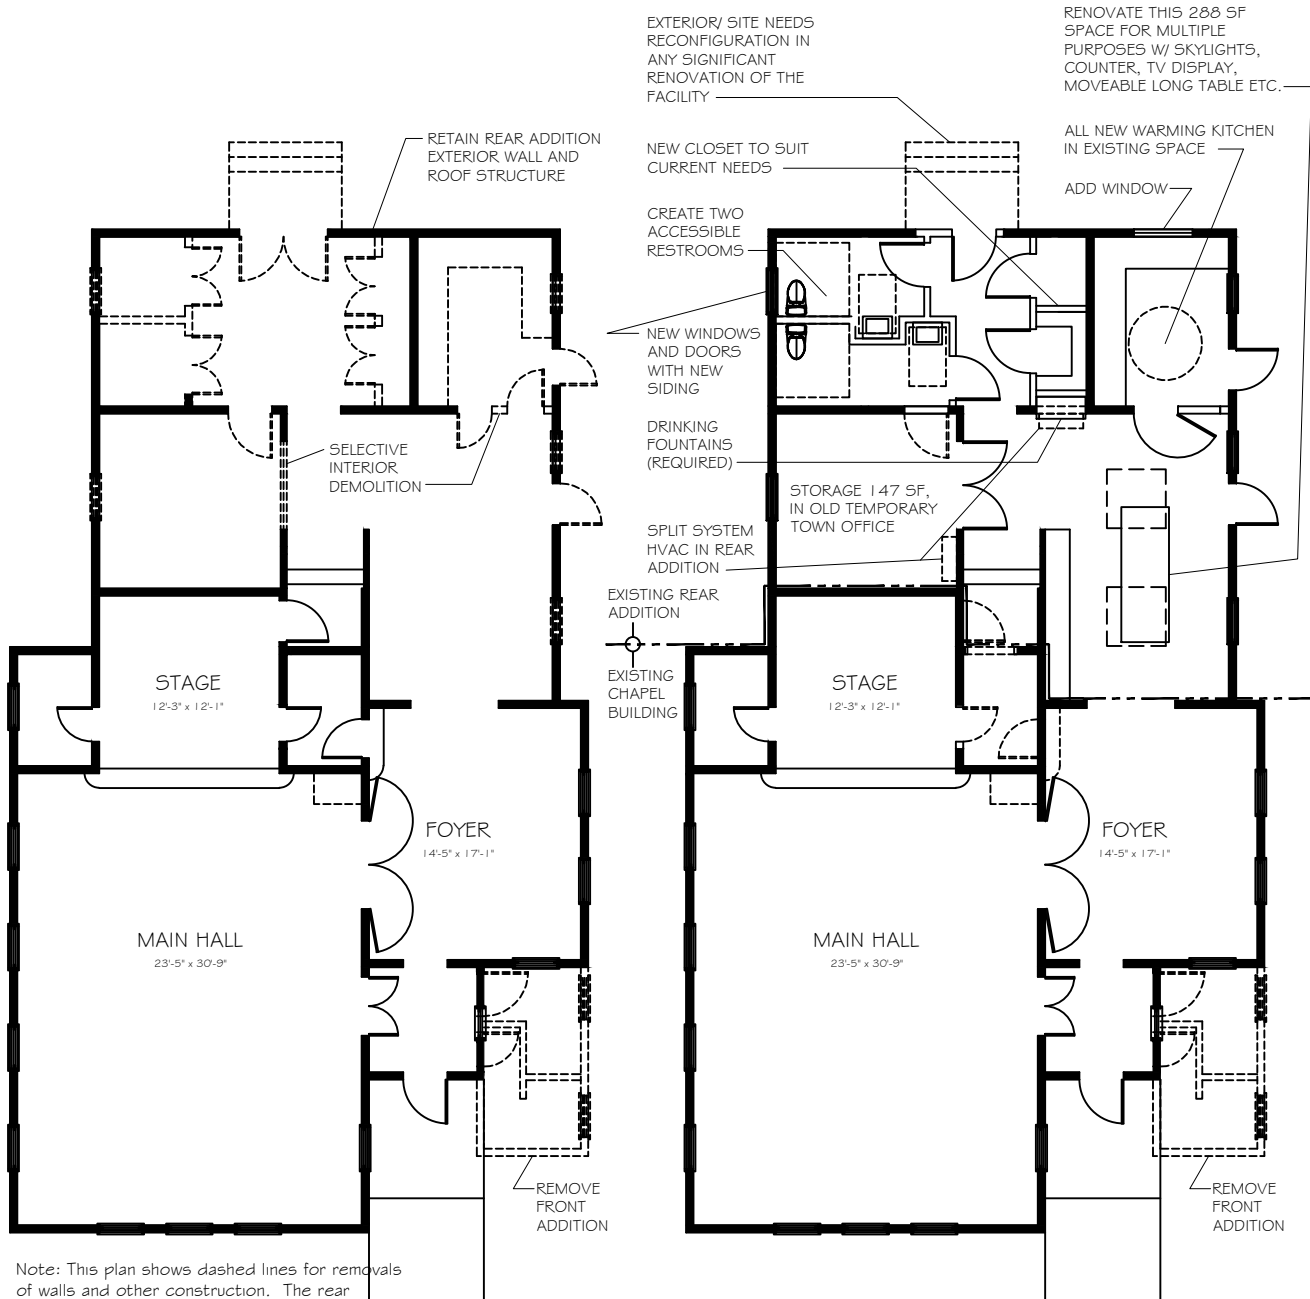 RETAIN REAR ADDITION
EXTERIOR WALL AND
ROOF STRUCTURE
SELECTIVE
INTERIOR
DEMOLITION
STAGE
12'-3" x 12'-1"
FOYER
14'-5" x 17'-1"
MAIN HALL
23'-5" x 30'-9"
REMOVE
FRONT
ADDITION
Note: This plan shows dashed lines for removals
of walls and other construction. The rear
EXTERIOR/ SITE NEEDS
RECONFIGURATION IN
ANY SIGNIFICANT
RENOVATION OF THE
FACILITY
NEW CLOSET TO SUIT
CURRENT NEEDS
CREATE TWO
ACCESSIBLE
RESTROOMS
NEW WINDOWS
AND DOORS
WITH NEW
SIDING
DRINKING
FOUNTAINS
(REQUIRED)
SPLIT SYSTEM
HVAC IN REAR
ADDITION
EXISTING REAR
ADDITION
EXISTING
CHAPEL
BUILDING
RENOVATE THIS 288 SF
SPACE FOR MULTIPLE
PURPOSES W/ SKYLIGHTS,
COUNTER, TV DISPLAY,
MOVEABLE LONG TABLE ETC.
ALL NEW WARMING KITCHEN
IN EXISTING SPACE
ADD WINDOW
STORAGE 147 SF,
IN OLD TEMPORARY
TOWN OFFICE
STAGE
12'-3" x 12'-1"
FOYER
14'-5" x 17'-1"
MAIN HALL
23'-5" x 30'-9"
REMOVE
FRONT
ADDITION